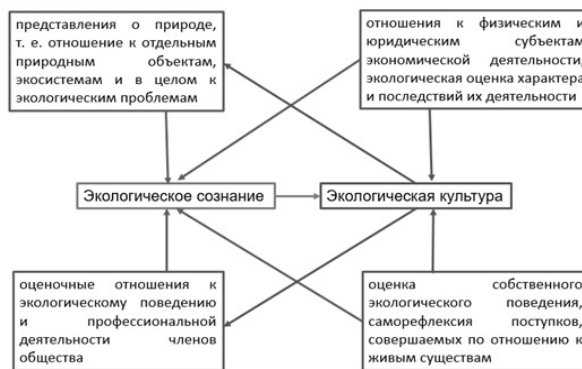 представления о природе,
т. е. отношение к отдельным
природным объектам,
экосистемам и в целом к
экологическим проблемам
отношения к физическим и
юридическим субъектам
экономической деятельности,
экологическая оценка характера
и последствий их деятельности
Экологическое сознание
Экологическая культура
оценочные отношения к
экологическому поведению
и профессиональной
деятельности членов
общества
оценка собственного
экологического поведения,
саморефлексия поступков,
совершаемых по отношению к
живым существам